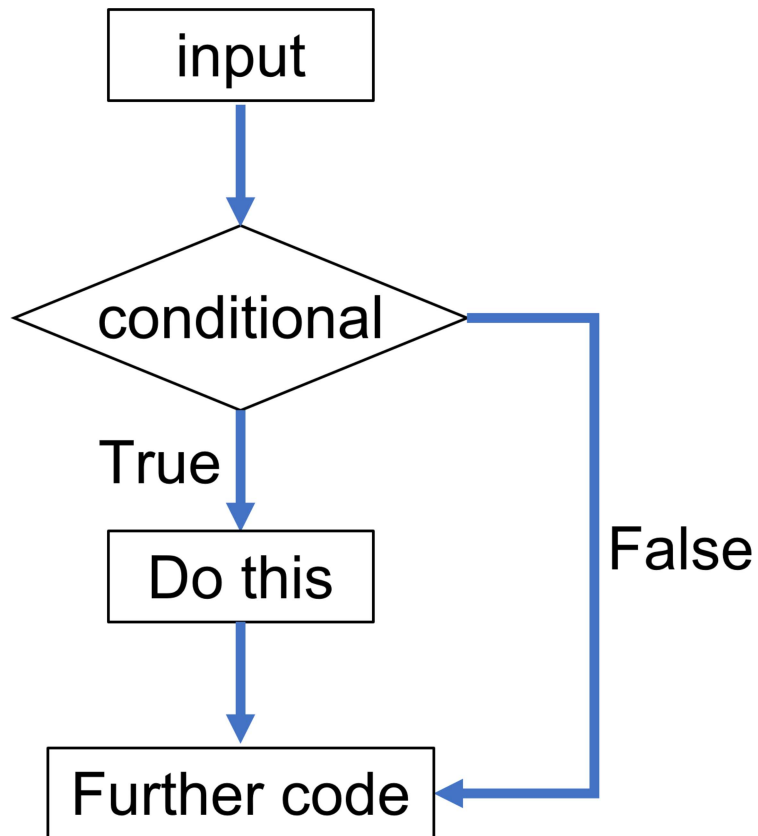 input
conditional
True
Do this
False
Further code